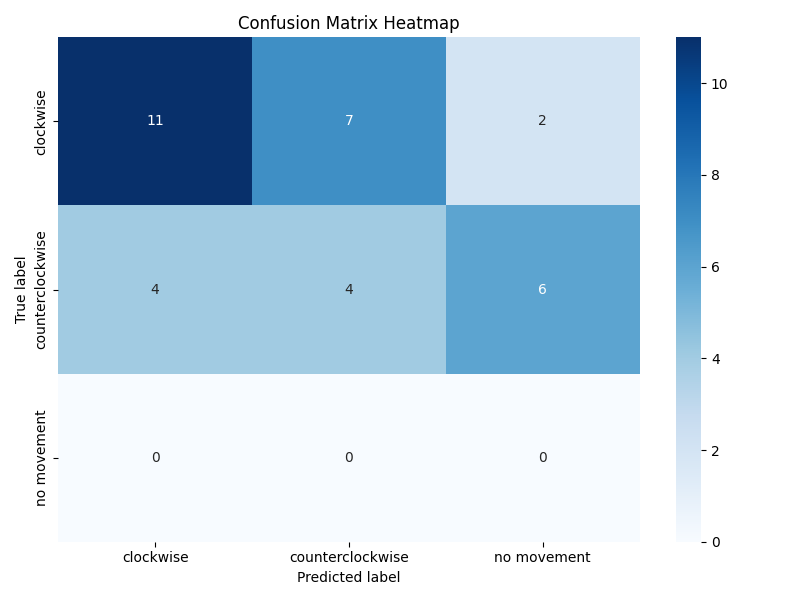 Confusion Matrix Heatmap
True label
clockwise
11 7 2
counterclockwise
4 4 6
no movement
0 0 0
clockwise counterclockwise no movement
Predicted label
10
8
6
4
2
0